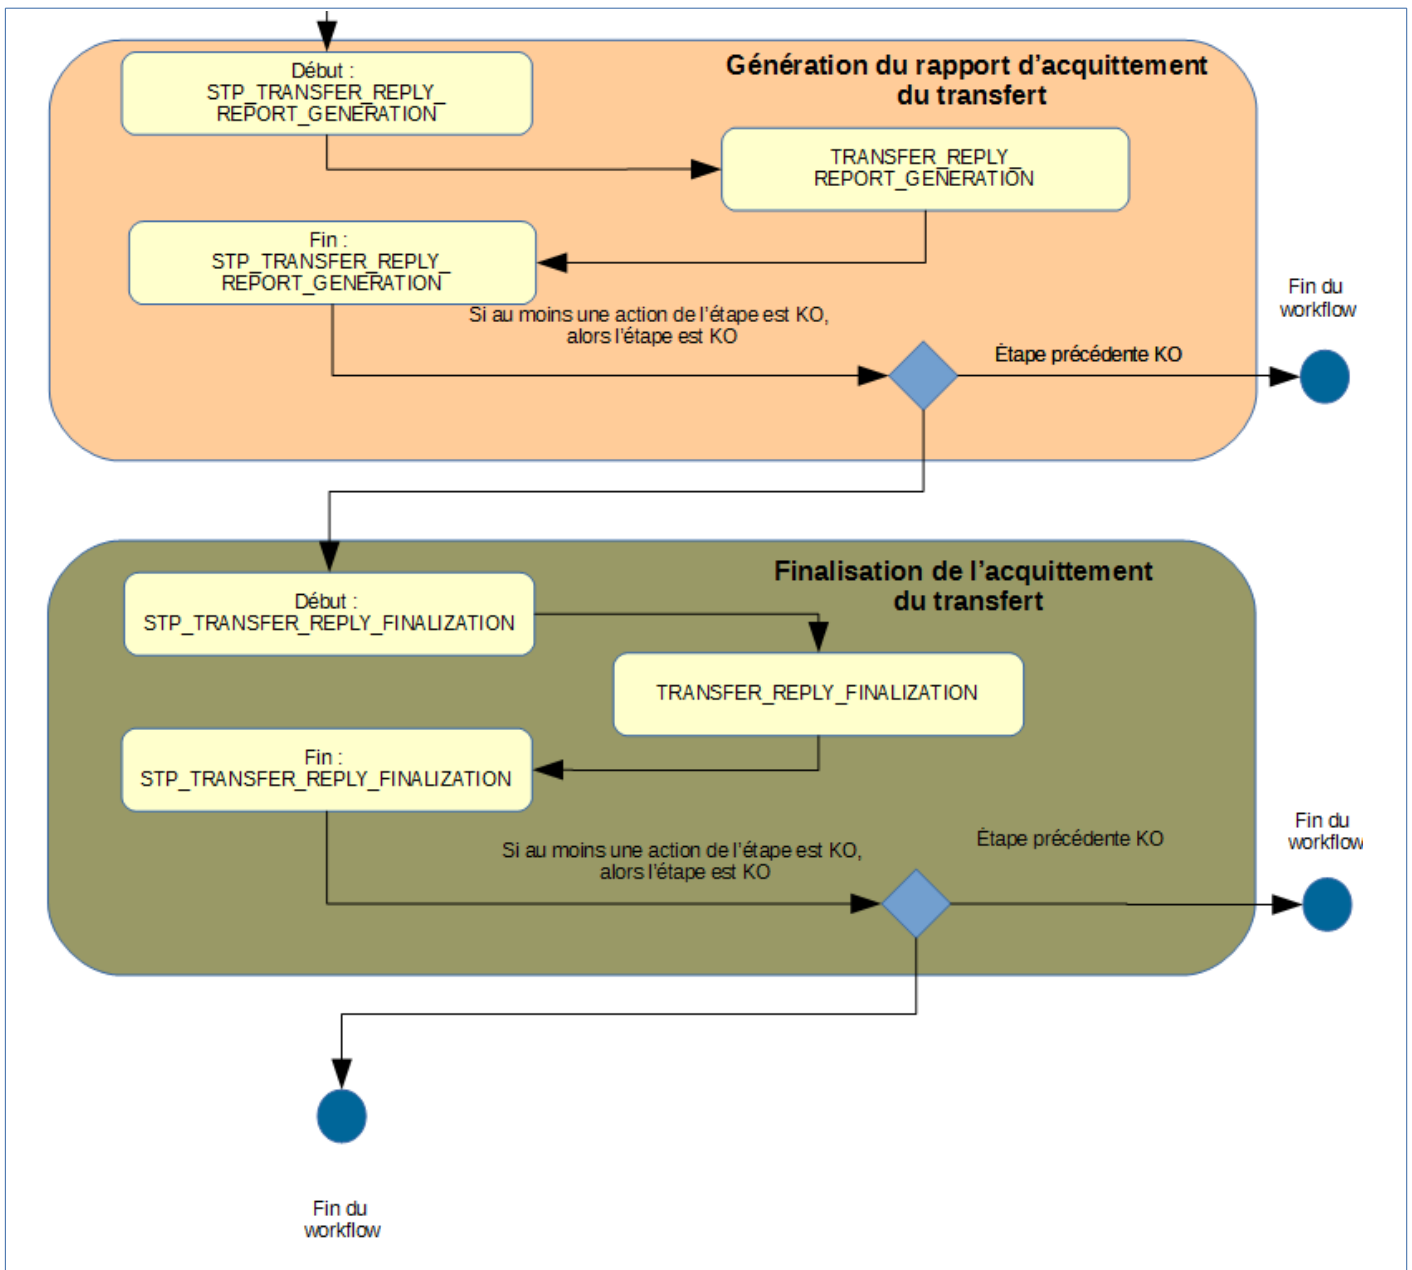 Début :
STP_TRANSFER_REPLY_
REPORT_GENERATION
Génération du rapport d’acquittement
du transfert
TRANSFER_REPLY_
REPORT_GENERATION
Fin :
STP_TRANSFER_REPLY_
REPORT_GENERATION
Si au moins une action de l’étape est KO,
alors l’étape est KO
Étape précédente KO
Fin du
workflow
Début :
STP_TRANSFER_REPLY_FINALIZATION
Finalisation de l’acquittement
du transfert
TRANSFER_REPLY_FINALIZATION
Fin :
STP_TRANSFER_REPLY_FINALIZATION
Si au moins une action de l’étape est KO,
alors l’étape est KO
Étape précédente KO
Fin du
workflow
Fin du
workflow